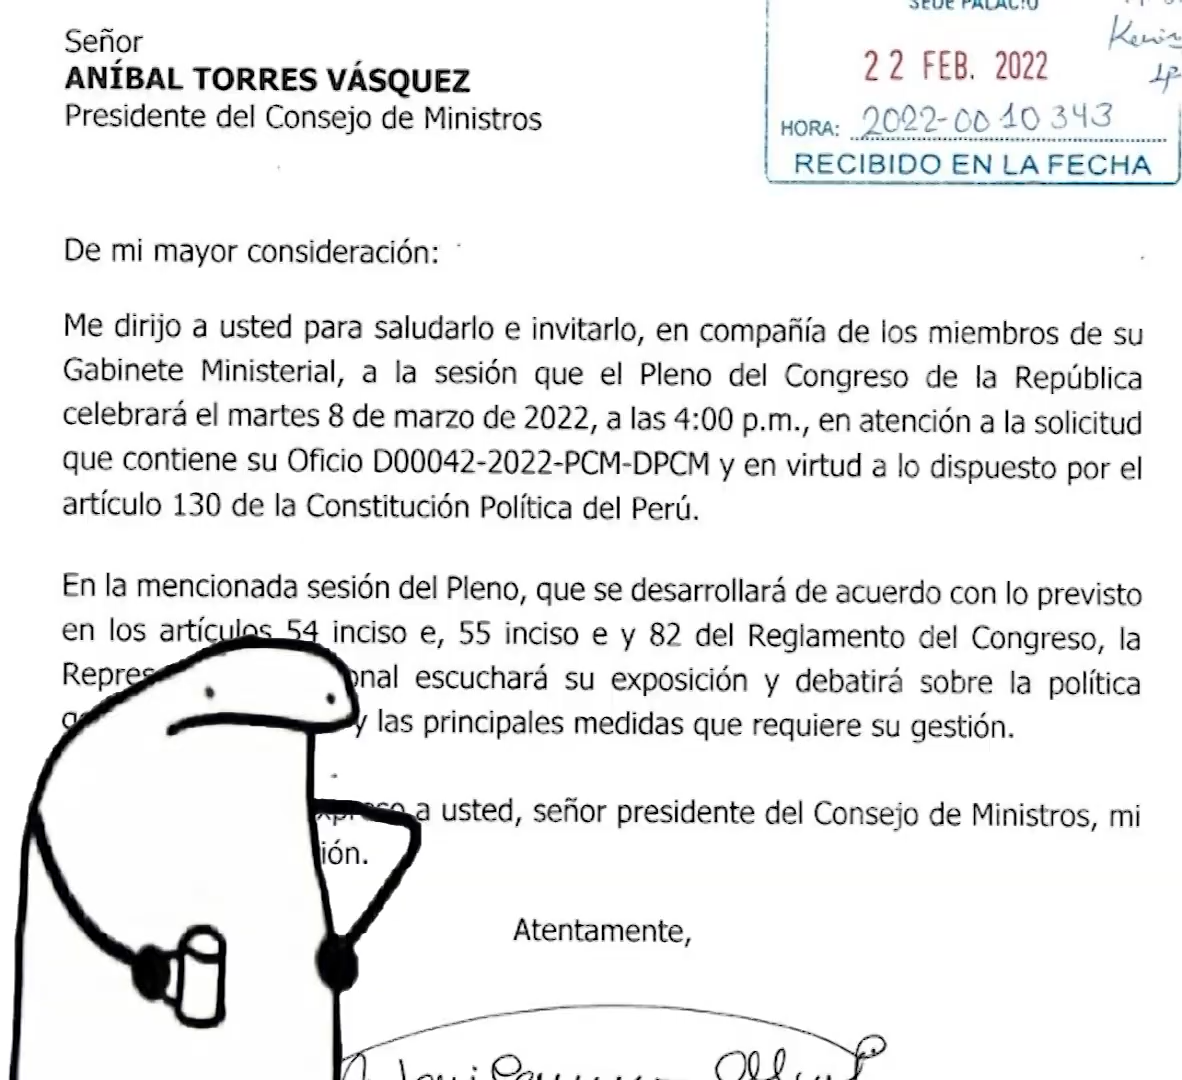 SEDE PALACIO
22 FEB. 2022
HORA: 2022-0010343
RECIBIDO EN LA FECHA
Señor
ANÍBAL TORRES VÁSQUEZ
Presidente del Consejo de Ministros
De mi mayor consideración:
Me dirijo a usted para saludarlo e invitarlo, en compañía de los miembros de su
Gabinete Ministerial, a la sesión que el Pleno del Congreso de la República
celebrará el martes 8 de marzo de 2022, a las 4:00 p.m., en atención a la solicitud
que contiene su Oficio D00042-2022-PCM-DPCM y en virtud a lo dispuesto por el
artículo 130 de la Constitución Política del Perú.
En la mencionada sesión del Pleno, que se desarrollará de acuerdo con lo previsto
en los artículos 54 inciso e, 55 inciso e y 82 del Reglamento del Congreso, la
Repres onal escuchará su exposición y debatirá sobre la política
y las principales medidas que requiere su gestión.
a usted, señor presidente del Consejo de Ministros, mi
ión.
Atentamente,